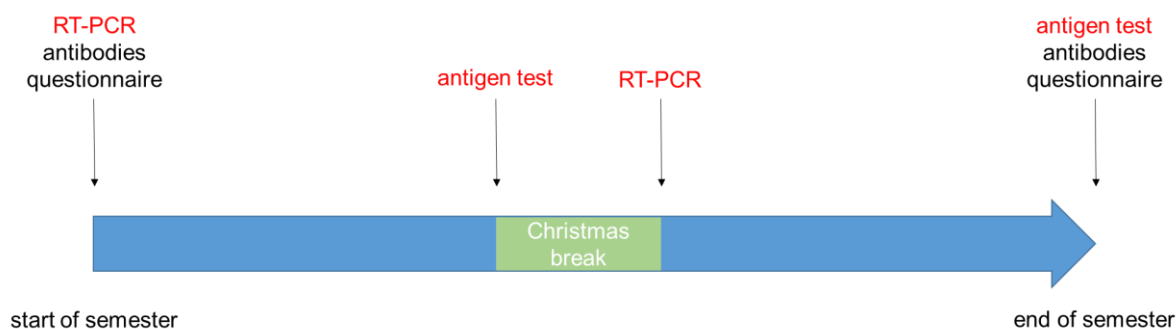 RT-PCR
antibodies
questionnaire
antigen test
RT-PCR
antigen test
antibodies
questionnaire
Christmas
break
start of semester
end of semester